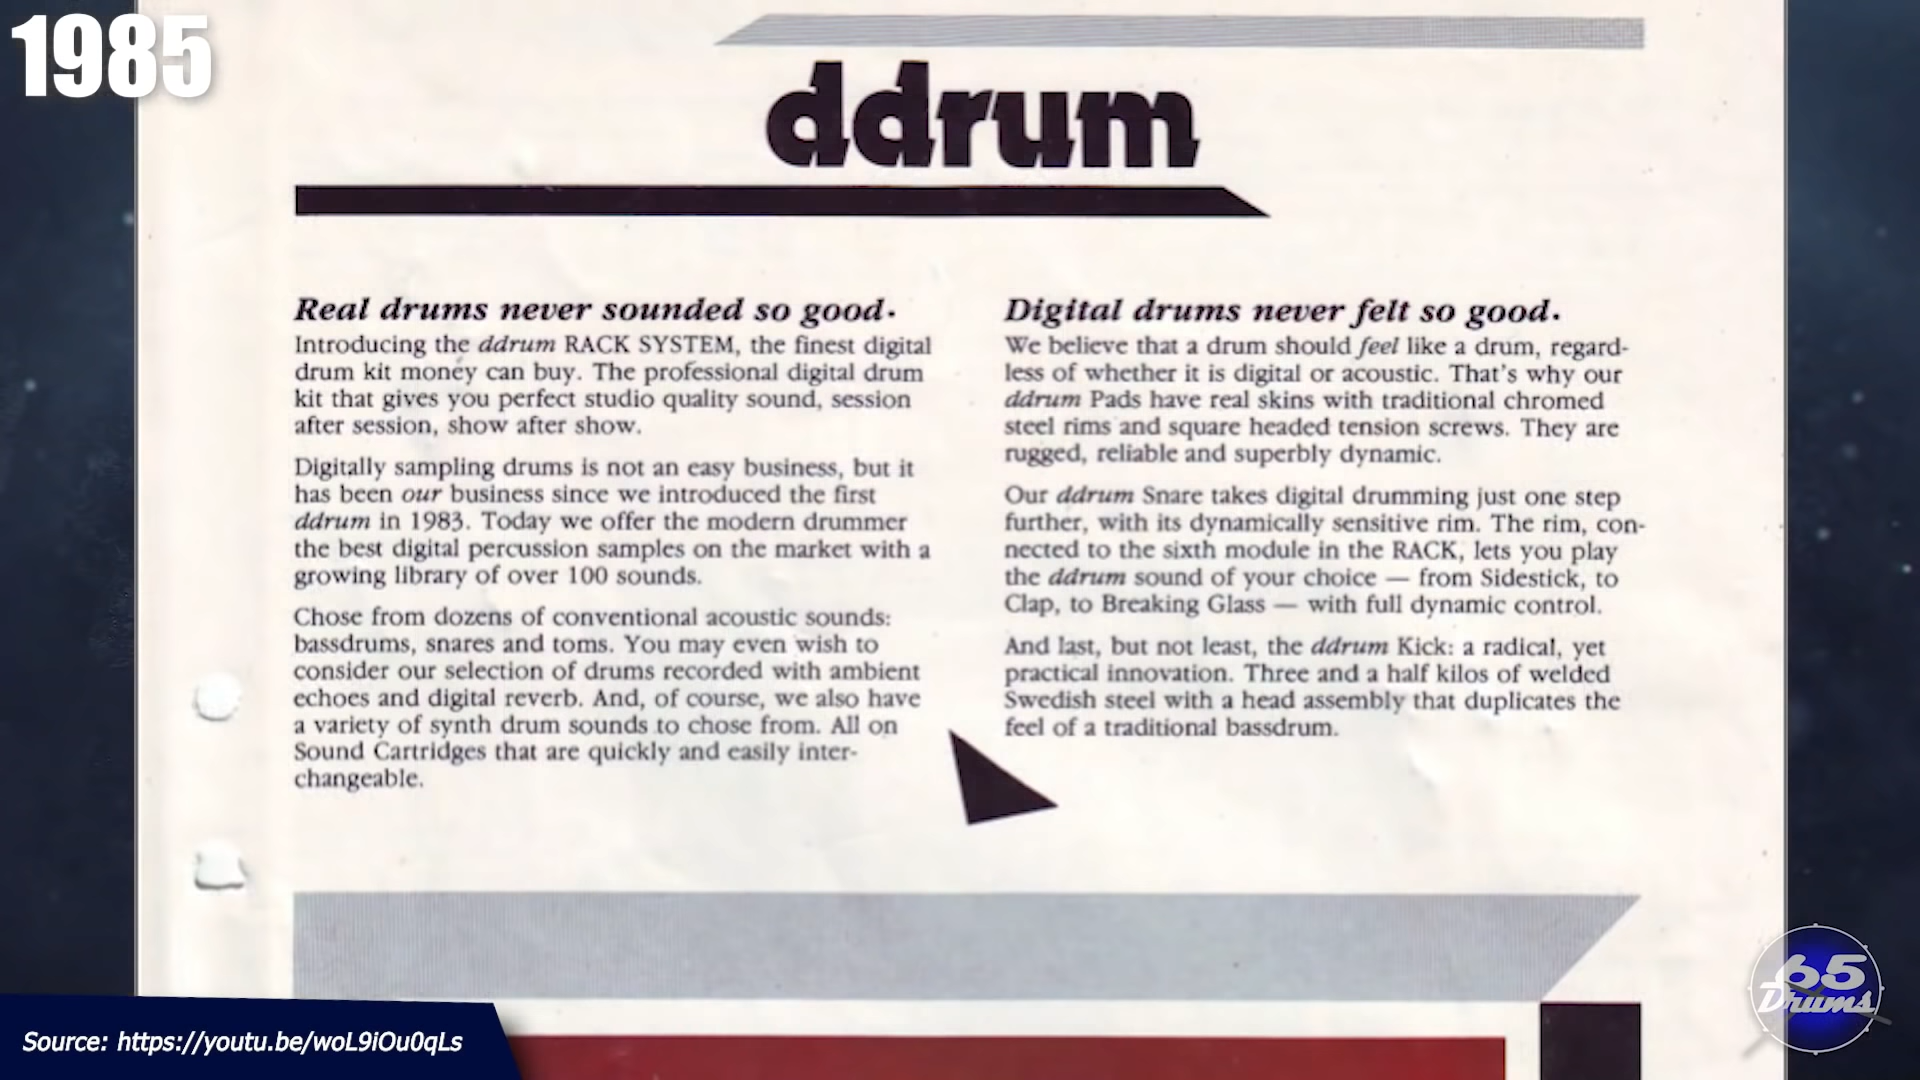 1985
ddrum
Real drums never sounded so good.
Introducing the ddrum RACK SYSTEM, the finest digital
drum kit money can buy. The professional digital drum
kit that gives you perfect studio quality sound, session
after session, show after show.
Digitally sampling drums is not an easy business, but it
has been our business since we introduced the first
ddrum in 1983. Today we offer the modern drummer
the best digital percussion samples on the market with a
growing library of over 100 sounds.
Chose from dozens of conventional acoustic sounds:
bassdrums, snares and toms. You may even wish to
consider our selection of drums recorded with ambient
echoes and digital reverb. And, of course, we also have
a variety of synth drum sounds to chose from. All on
Sound Cartridges that are quickly and easily inter-
changeable.
Digital drums never felt so good.
We believe that a drum should feel like a drum, regard-
less of whether it is digital or acoustic. That's why our
ddrum Pads have real skins with traditional chromed
steel rims and square headed tension screws. They are
rugged, reliable and superbly dynamic.
Our ddrum Snare takes digital drumming just one step
further, with its dynamically sensitive rim. The rim, con-
nected to the sixth module in the RACK, lets you play
the ddrum sound of your choice — from Sidestick, to
Clap, to Breaking Glass — with full dynamic control.
And last, but not least, the ddrum Kick: a radical, yet
practical innovation. Three and a half kilos of welded
Swedish steel with a head assembly that duplicates the
feel of a traditional bassdrum.
Source: https://youtu.be/woL9iOu0qLs
65
Drums